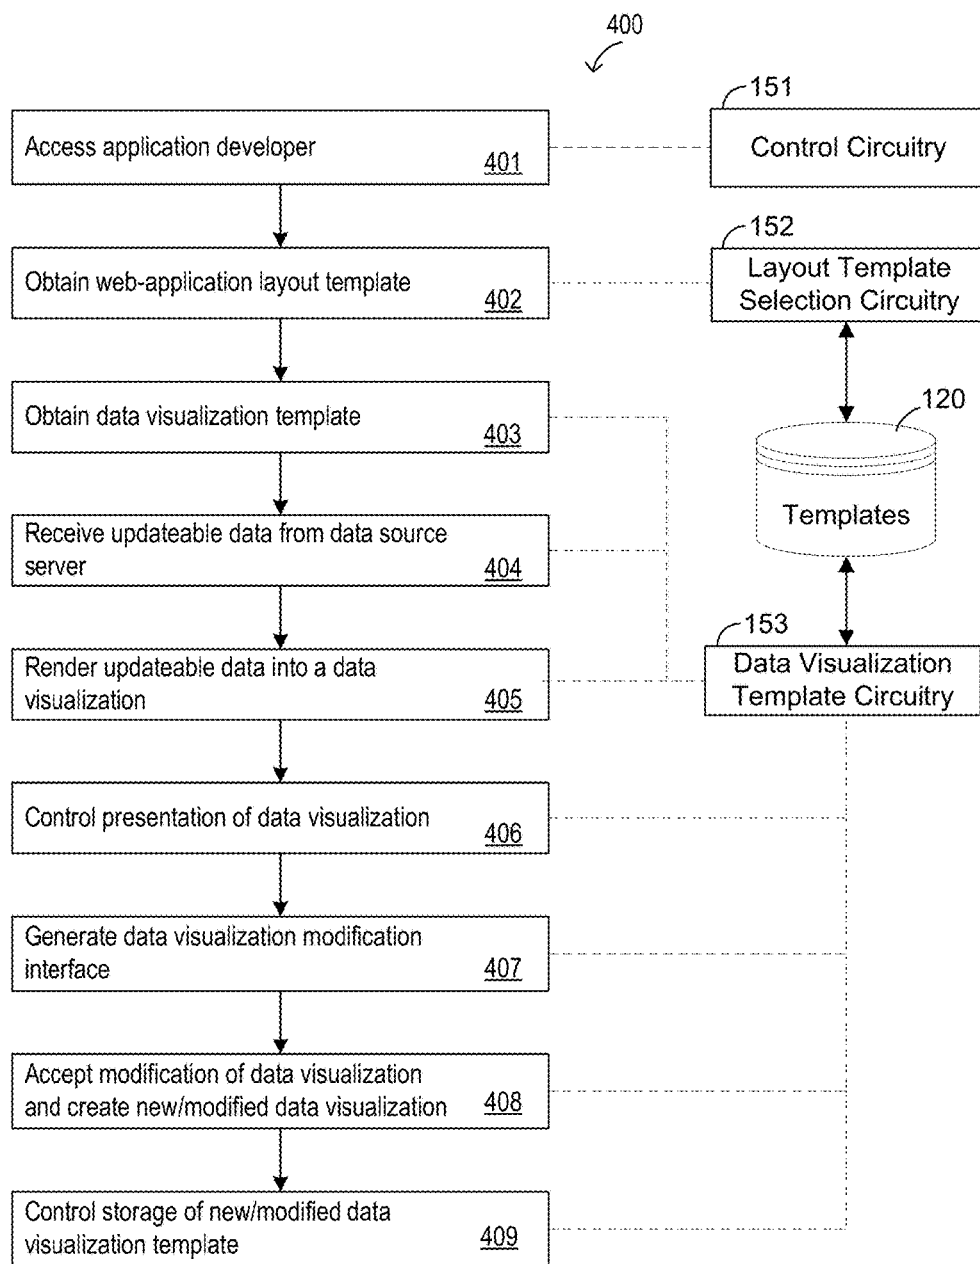 400
Access application developer
401
151
Control Circuitry
Obtain web-application layout template
402
152
Layout Template
Selection Circuitry
Obtain data visualization template
403
120
Templates
Receive updateable data from data source
server
404
Render updateable data into a data
visualization
405
153
Data Visualization
Template Circuitry
Control presentation of data visualization
406
Generate data visualization modification
interface
407
Accept modification of data visualization
and create new/modified data visualization
408
Control storage of new/modified data
visualization template
409